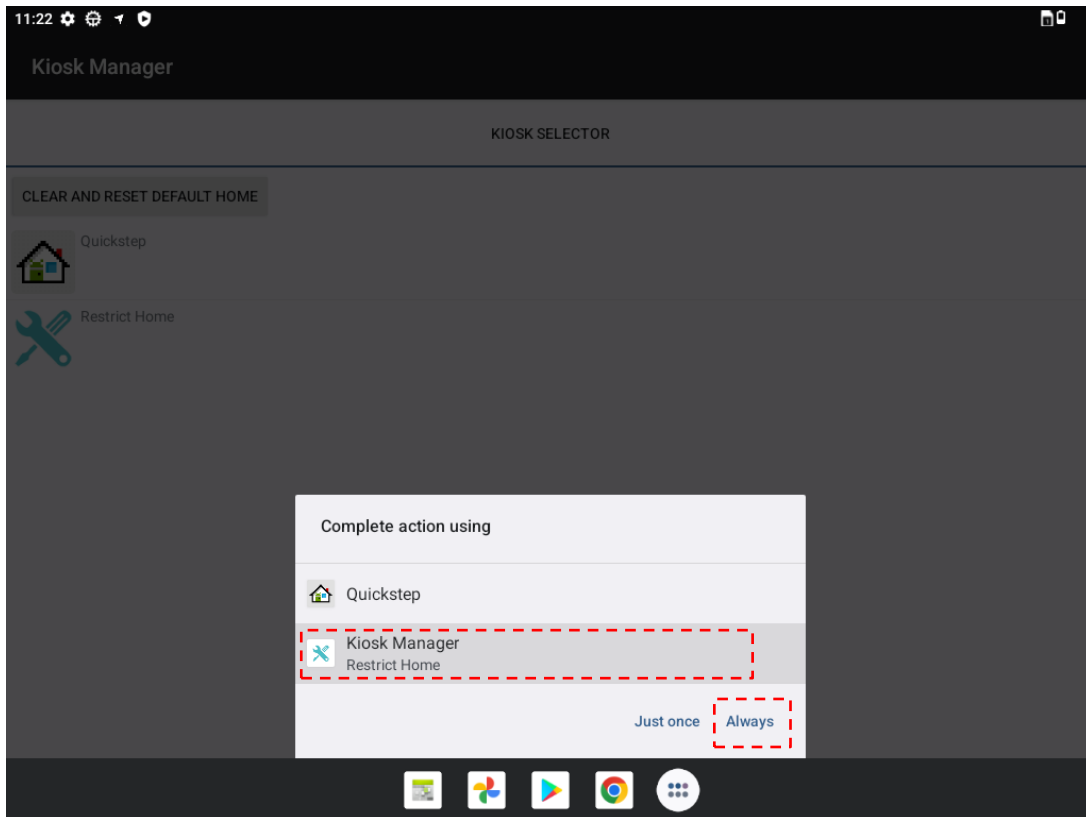 11:22
Kiosk Manager
KIOSK SELECTOR
CLEAR AND RESET DEFAULT HOME
Quickstep
Restrict Home
Complete action using
Quickstep
Kiosk Manager
Restrict Home
Just once Always